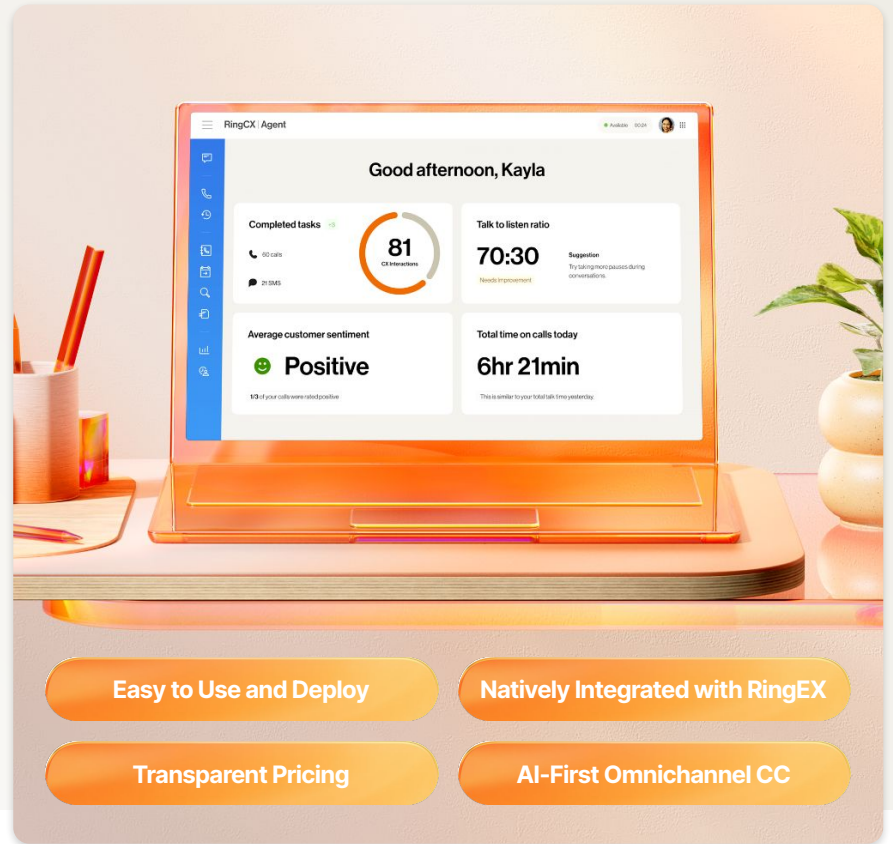 RingCX | Agent
Available 00:24
Good afternoon, Kayla
Completed tasks +3
60 calls
21 SMS
81
CX Interactions
Talk to listen ratio
70:30
Needs improvement
Suggestion
Try taking more pauses during
conversations.
Average customer sentiment
Positive
1/3 of your calls were rated positive
Total time on calls today
6hr 21min
This is similar to your total talk time yesterday.
Easy to Use and Deploy
Natively Integrated with RingEX
Transparent Pricing
AI-First Omnichannel CC